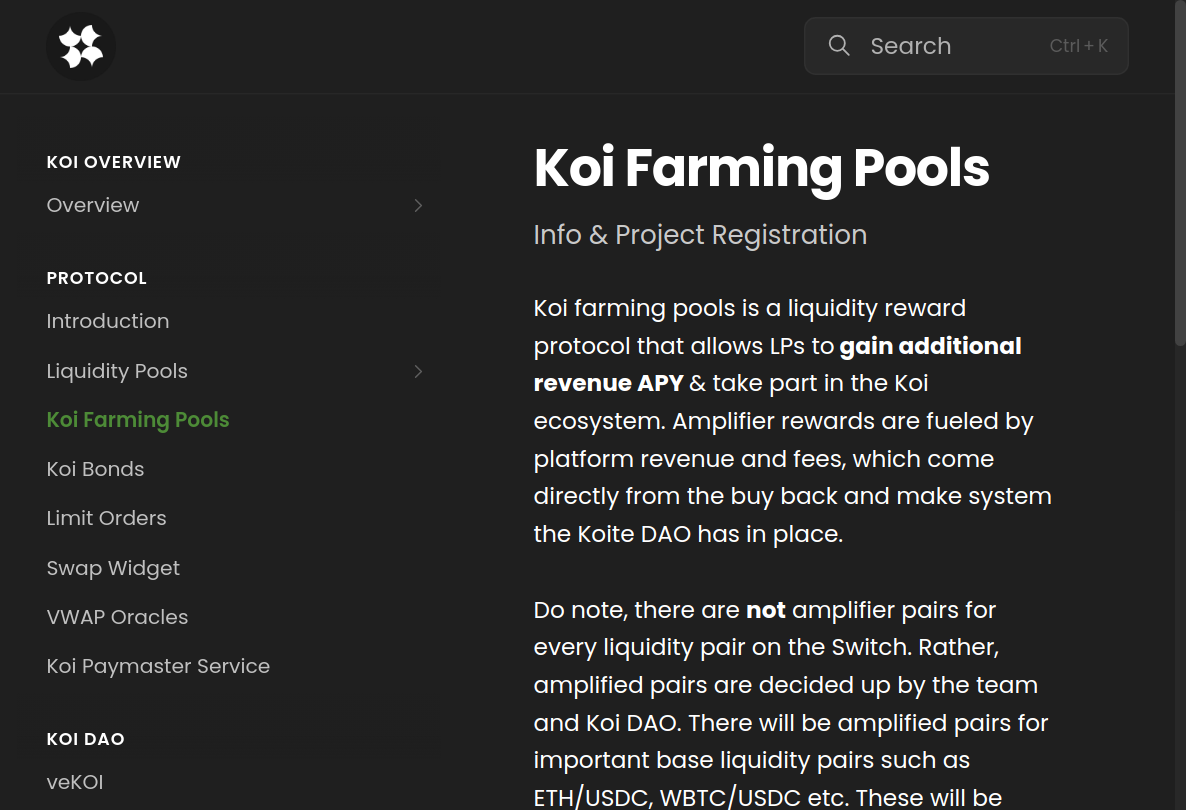 Search
Ctrl + K
KOI OVERVIEW
Overview
PROTOCOL
Introduction
Liquidity Pools
Koi Farming Pools
Koi Bonds
Limit Orders
Swap Widget
VWAP Oracles
Koi Paymaster Service
KOI DAO
veKOI
Koi Farming Pools
Info & Project Registration
Koi farming pools is a liquidity reward
protocol that allows LPs to gain additional
revenue APY & take part in the Koi
ecosystem. Amplifier rewards are fueled by
platform revenue and fees, which come
directly from the buy back and make system
the Koite DAO has in place.
Do note, there are not amplifier pairs for
every liquidity pair on the Switch. Rather,
amplified pairs are decided up by the team
and Koi DAO. There will be amplified pairs for
important base liquidity pairs such as
ETH/USDC, WBTC/USDC etc. These will be